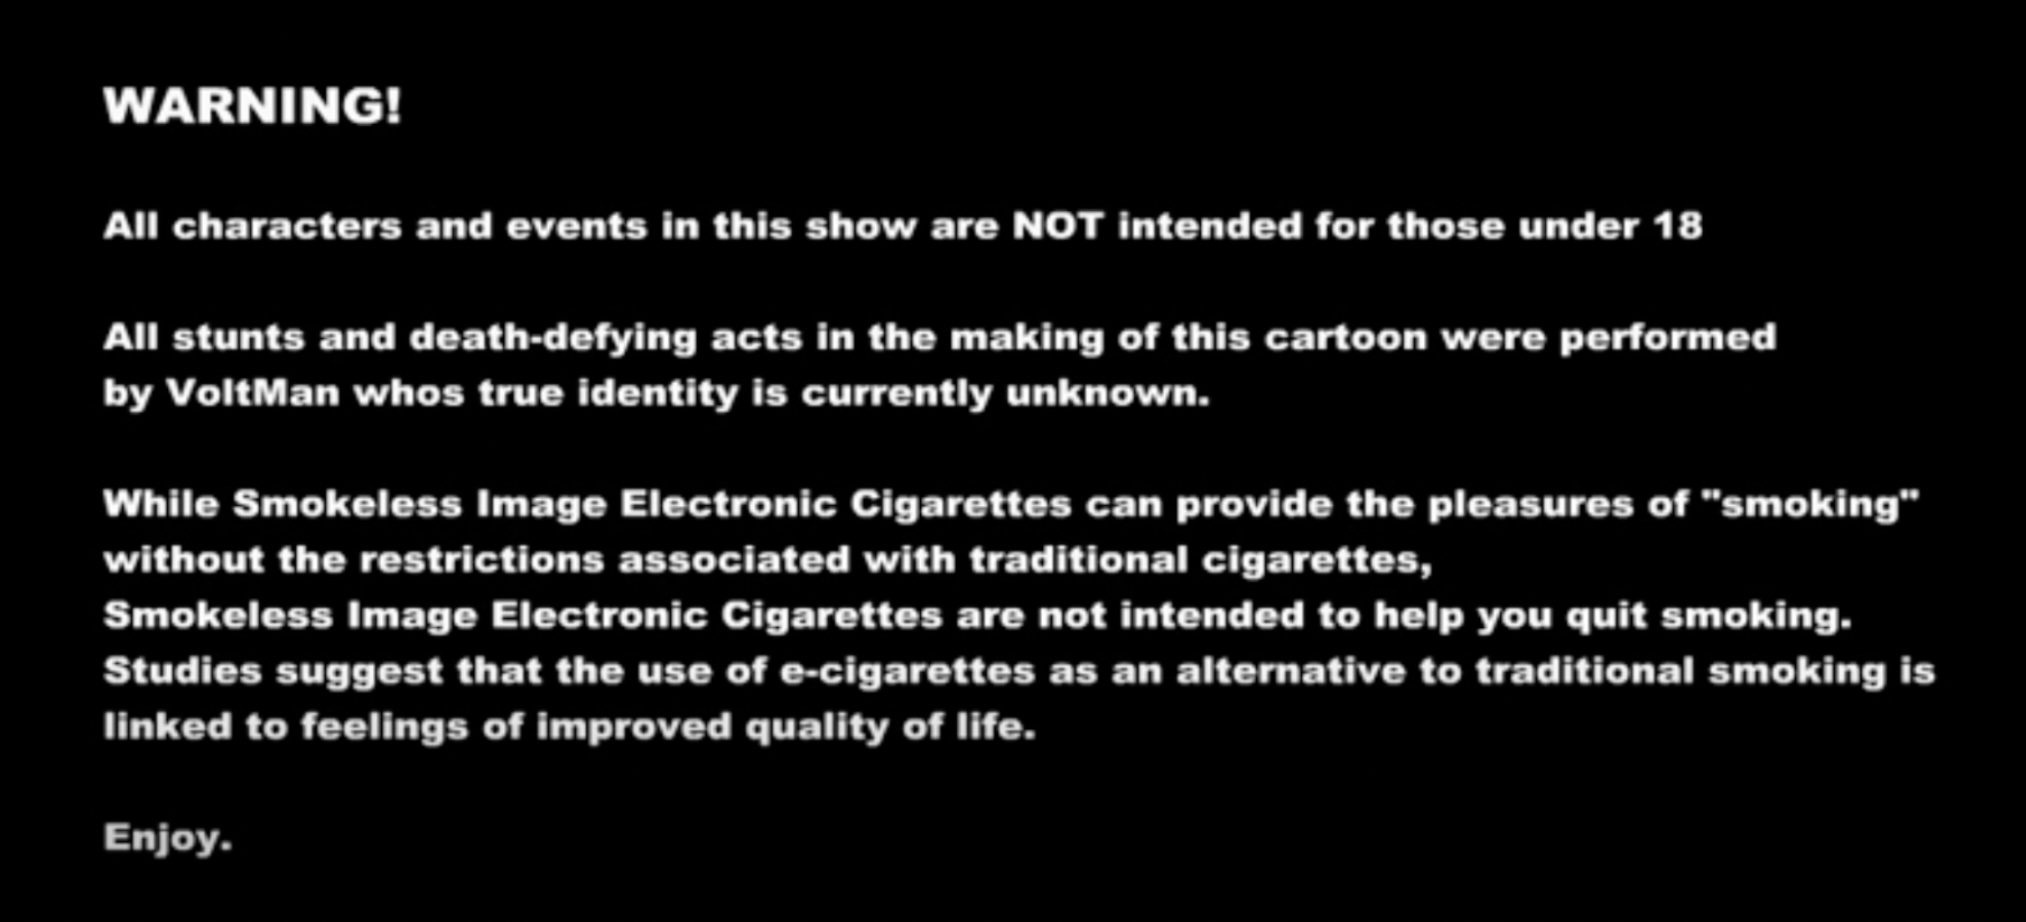 WARNING!
All characters and events in this show are NOT intended for those under 18
All stunts and death-defying acts in the making of this cartoon were performed
by VoltMan whos true identity is currently unknown.
While Smokeless Image Electronic Cigarettes can provide the pleasures of "smoking"
without the restrictions associated with traditional cigarettes,
Smokeless Image Electronic Cigarettes are not intended to help you quit smoking.
Studies suggest that the use of e-cigarettes as an alternative to traditional smoking is
linked to feelings of improved quality of life.
Enjoy.